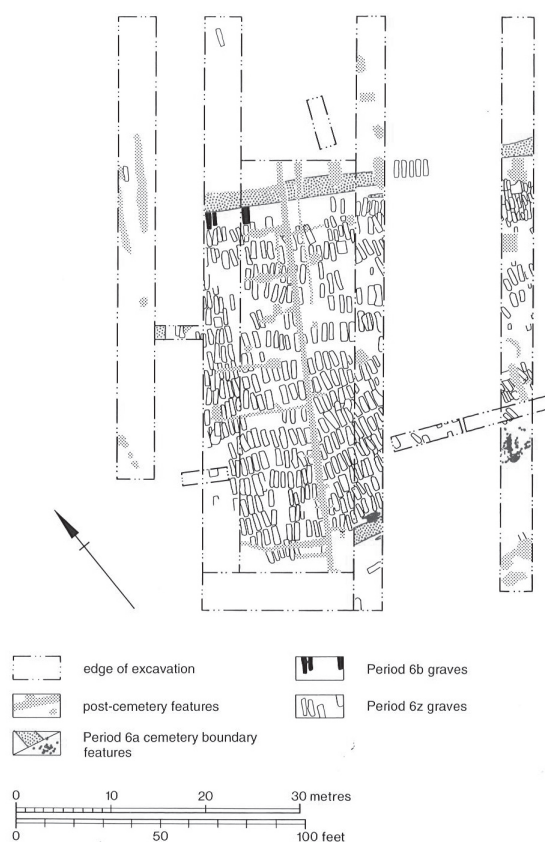 edge of excavation
Period 6b graves
post-cemetery features
Period 6z graves
Period 6a cemetery boundary
features
0 10 20 30 metres
0 50 100 feet